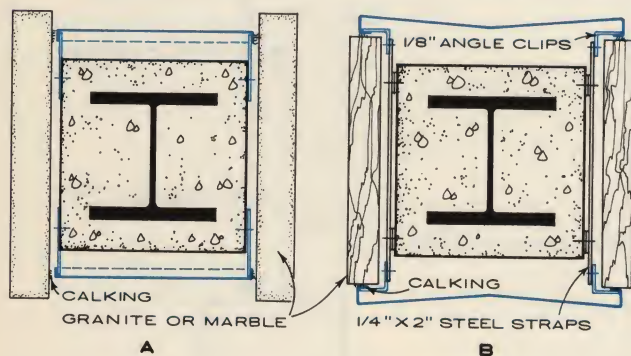 1/8" ANGLE CLIPS
CALKING
GRANITE OR MARBLE
A
CALKING
1/4" X 2" STEEL STRAPS
B